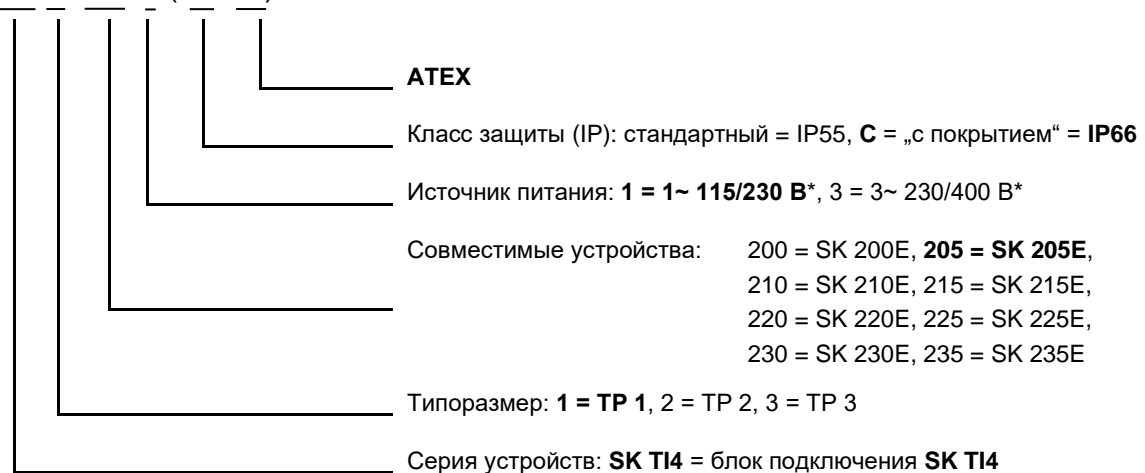 ATEX
Класс защиты (IP): стандартный = IP55, C = „с покрытием“ = IP66
Источник питания: 1 = 1~ 115/230 В*, 3 = 3~ 230/400 В*
Совместимые устройства: 200 = SK 200E, 205 = SK 205E,
210 = SK 210E, 215 = SK 215E,
220 = SK 220E, 225 = SK 225E,
230 = SK 230E, 235 = SK 235E
Типоразмер: 1 = ТР 1, 2 = ТР 2, 3 = ТР 3
Серия устройств: SK TI4 = блок подключения SK TI4